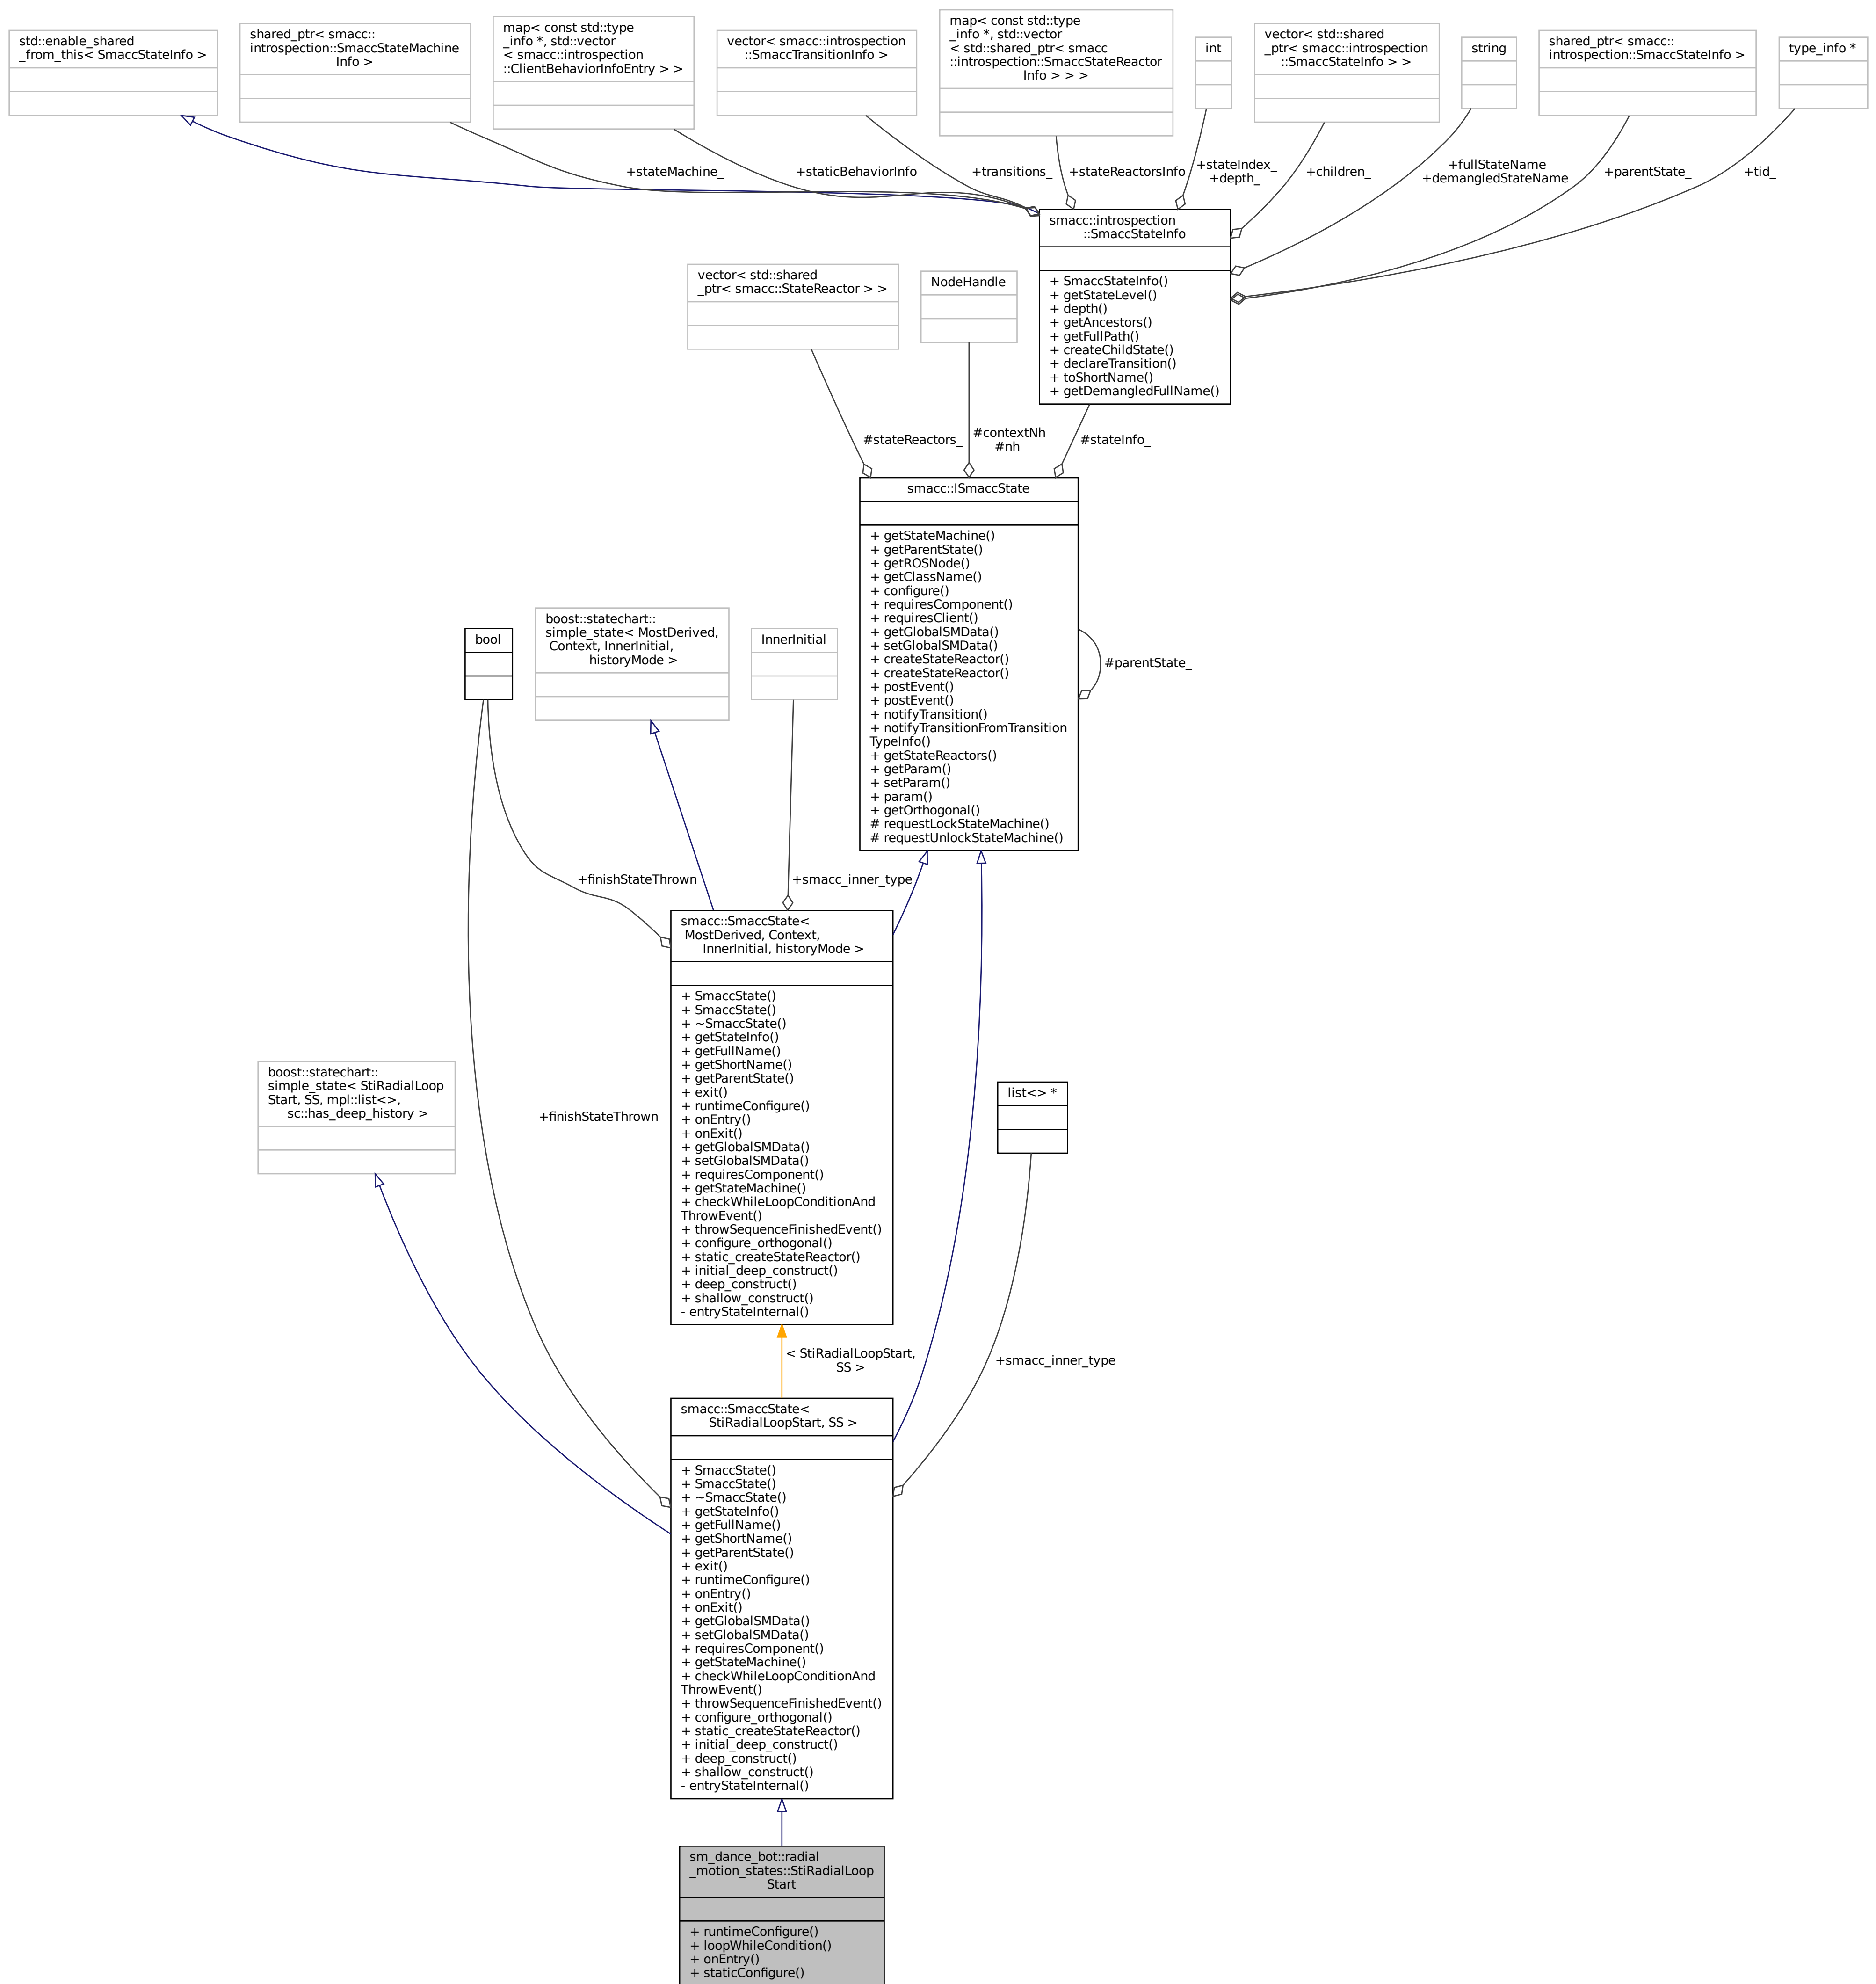 std::enable_shared
_from_this< SmaccStateInfo >
shared_ptr< smacc::
introspection::SmaccStateMachine
Info >
map< const std::type
_info *, std::vector
< smacc::introspection
::ClientBehaviorInfoEntry > >
vector< smacc::introspection
::SmaccTransitionInfo >
map< const std::type
_info *, std::vector
< std::shared_ptr< smacc
::introspection::SmaccStateReactor
Info > > >
int
vector< std::shared
_ptr< smacc::introspection
::SmaccStateInfo > >
string
shared_ptr< smacc::
introspection::SmaccStateInfo >
type_info *
+stateMachine_
+staticBehaviorInfo
+transitions_
+stateReactorsInfo
+stateIndex_
+depth_
+children_
+fullStateName
+demangledStateName
+parentState_
+tid_
smacc::introspection
::SmaccStateInfo
+ SmaccStateInfo()
+ getStateLevel()
+ depth()
+ getAncestors()
+ getFullPath()
+ createChildState()
+ declareTransition()
+ toShortName()
+ getDemangledFullName()
vector< std::shared
_ptr< smacc::StateReactor > >
NodeHandle
#stateReactors_
#contextNh
#nh
#stateInfo_
smacc::ISmaccState
+ getStateMachine()
+ getParentState()
+ getROSNode()
+ getClassName()
+ configure()
+ requiresComponent()
+ requiresClient()
+ getGlobalSMData()
+ setGlobalSMData()
+ createStateReactor()
+ createStateReactor()
+ postEvent()
+ postEvent()
+ notifyTransition()
+ notifyTransitionFromTransition
TypeInfo()
+ getStateReactors()
+ getParam()
+ setParam()
+ param()
+ getOrthogonal()
# requestLockStateMachine()
# requestUnlockStateMachine()
#parentState_
bool
boost::statechart::
simple_state< MostDerived,
Context, InnerInitial,
historyMode >
InnerInitial
+finishStateThrown
+smacc_inner_type
smacc::SmaccState<
MostDerived, Context,
InnerInitial, historyMode >
+ SmaccState()
+ SmaccState()
+ ~SmaccState()
+ getStateInfo()
+ getFullName()
+ getShortName()
+ getParentState()
+ exit()
+ runtimeConfigure()
+ onEntry()
+ onExit()
+ getGlobalSMData()
+ setGlobalSMData()
+ requiresComponent()
+ getStateMachine()
+ checkWhileLoopConditionAnd
ThrowEvent()
+ throwSequenceFinishedEvent()
+ configure_orthogonal()
+ static_createStateReactor()
+ initial_deep_construct()
+ deep_construct()
+ shallow_construct()
- entryStateInternal()
boost::statechart::
simple_state< StiRadialLoop
Start, SS, mpl::list<>,
sc::has_deep_history >
+finishStateThrown
list<> *
< StiRadialLoopStart,
SS >
+smacc_inner_type
smacc::SmaccState<
StiRadialLoopStart, SS >
+ SmaccState()
+ SmaccState()
+ ~SmaccState()
+ getStateInfo()
+ getFullName()
+ getShortName()
+ getParentState()
+ exit()
+ runtimeConfigure()
+ onEntry()
+ onExit()
+ getGlobalSMData()
+ setGlobalSMData()
+ requiresComponent()
+ getStateMachine()
+ checkWhileLoopConditionAnd
ThrowEvent()
+ throwSequenceFinishedEvent()
+ configure_orthogonal()
+ static_createStateReactor()
+ initial_deep_construct()
+ deep_construct()
+ shallow_construct()
- entryStateInternal()
sm_dance_bot::radial
_motion_states::StiRadialLoop
Start
+ runtimeConfigure()
+ loopWhileCondition()
+ onEntry()
+ staticConfigure()